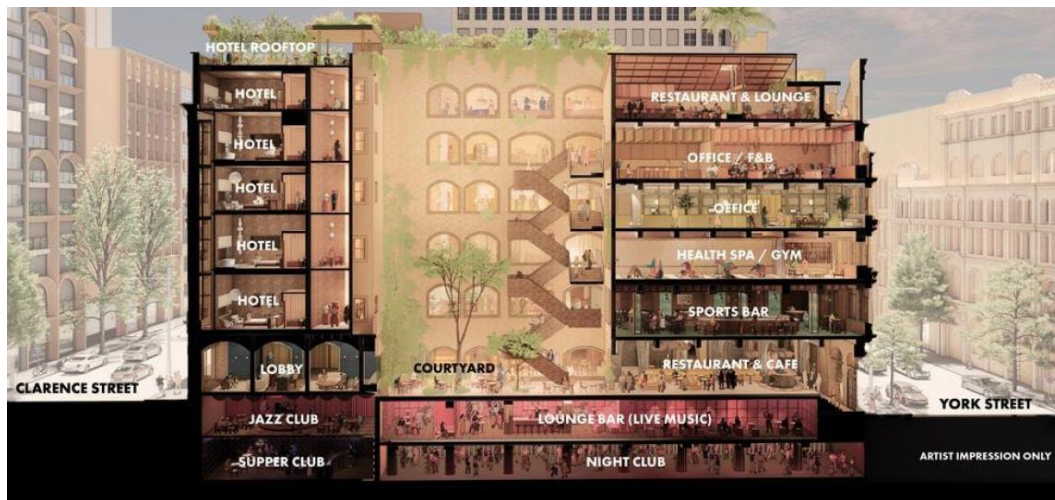 HOTEL ROOFTOP
HOTEL
HOTEL
HOTEL
HOTEL
HOTEL
LOBBY
JAZZ CLUB
SUPPER CLUB
COURTYARD
RESTAURANT & LOUNGE
OFFICE / F&B
OFFICE
HEALTH SPA / GYM
SPORTS BAR
RESTAURANT & CAFE
LOUNGE BAR (LIVE MUSIC)
NIGHT CLUB
CLARENCE STREET
YORK STREET
ARTIST IMPRESSION ONLY